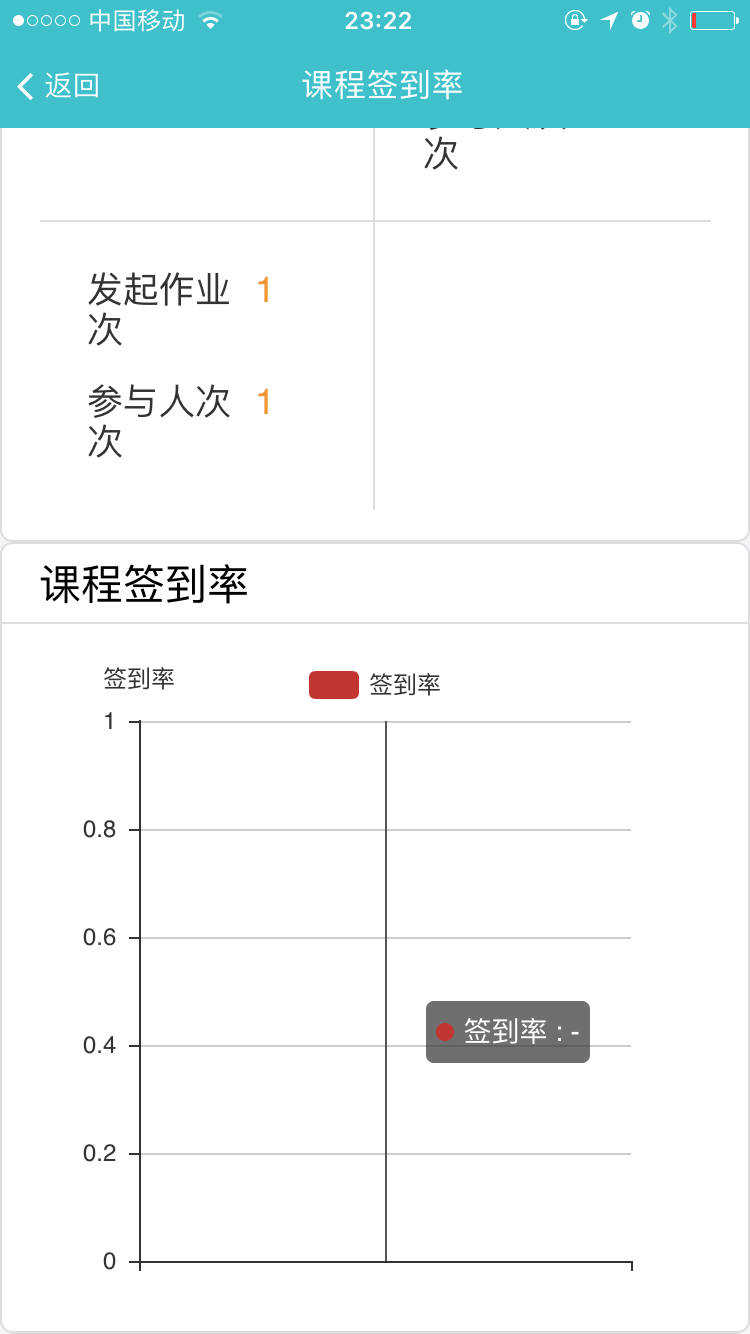 中国移动 23:22
返回 课程签到率
次
发起作业 1
次
参与人次 1
次
课程签到率
签到率 签到率
1
0.8
0.6
签到率 : -
0.4
0.2
0